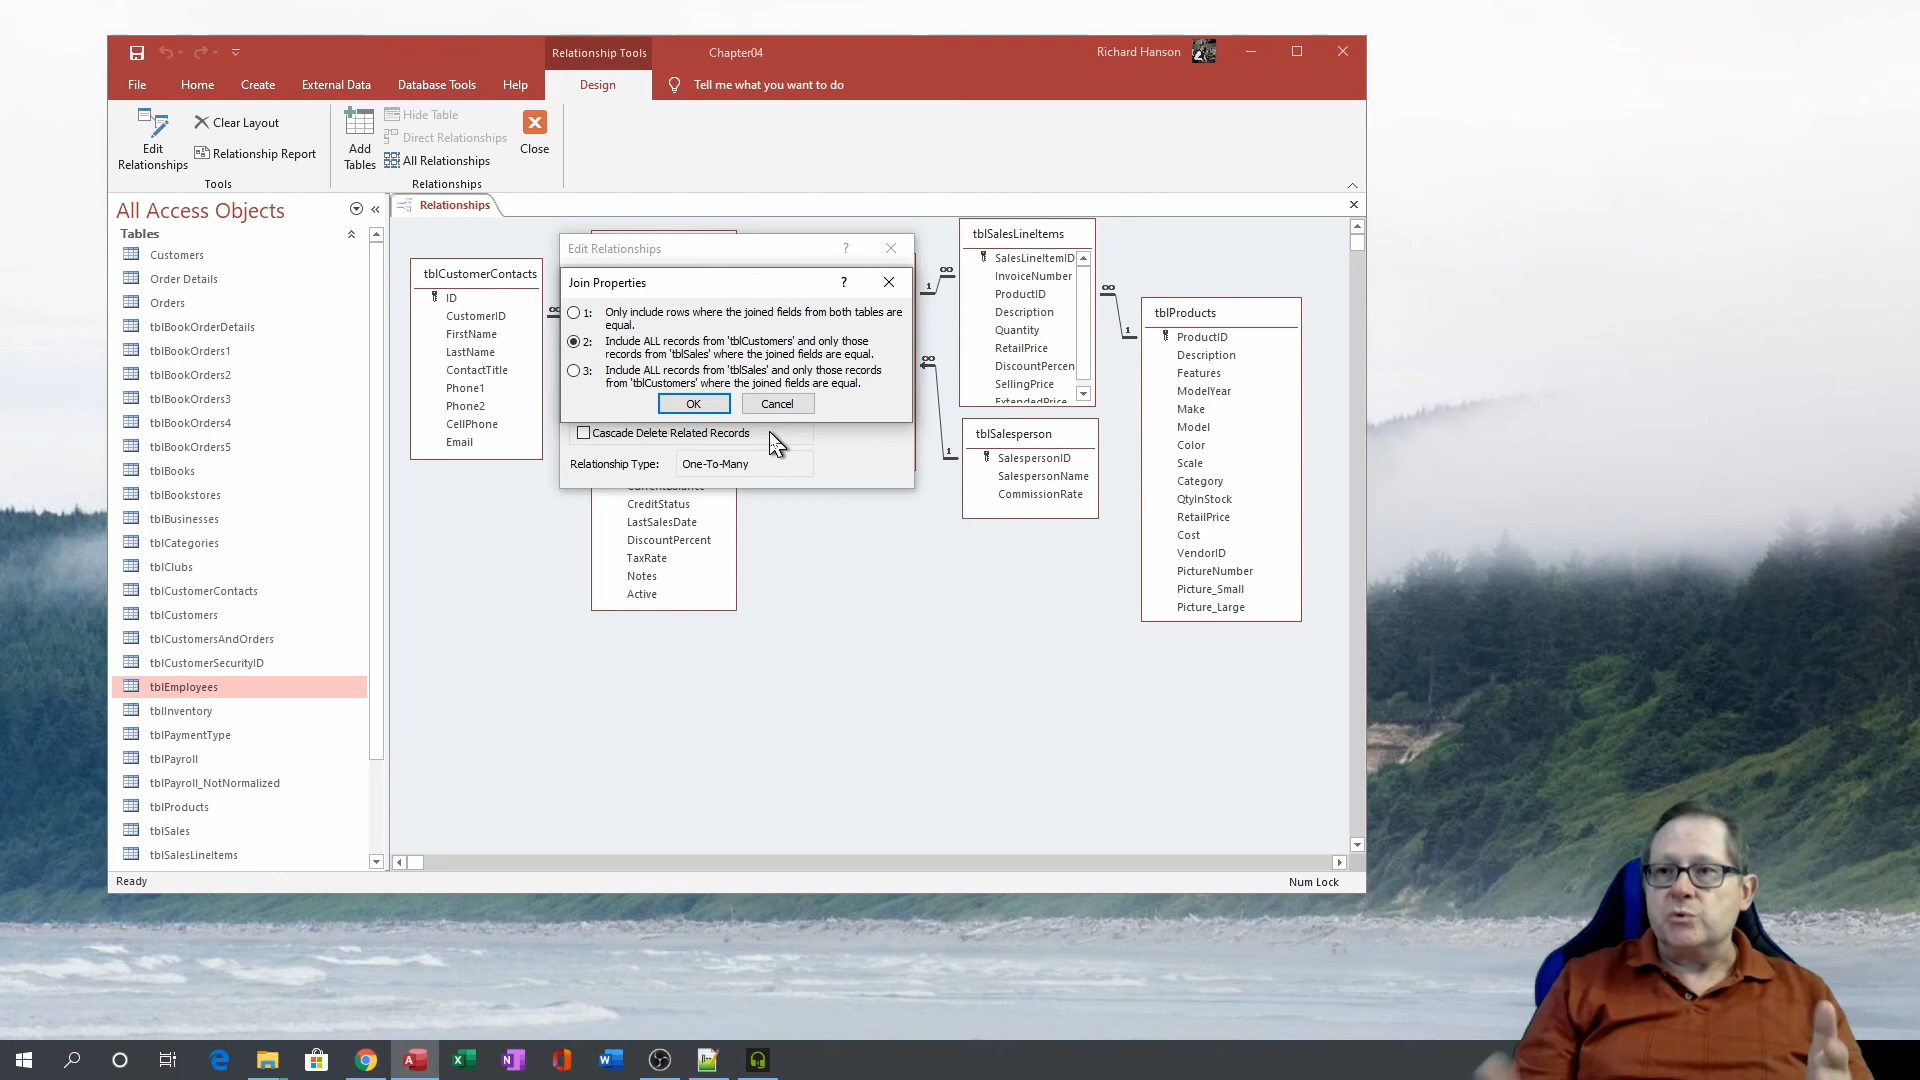 Relationship Tools
Chapter04
Richard Hanson
File
Home
Create
External Data
Database Tools
Help
Design
Tell me what you want to do
Edit
Relationships
Clear Layout
Relationship Report
Tools
Add
Tables
Hide Table
Direct Relationships
All Relationships
Relationships
Close
All Access Objects
Tables
Customers
Order Details
Orders
tblBookOrderDetails
tblBookOrders1
tblBookOrders2
tblBookOrders3
tblBookOrders4
tblBookOrders5
tblBooks
tblBookstores
tblBusinesses
tblCategories
tblClubs
tblCustomerContacts
tblCustomers
tblCustomersAndOrders
tblCustomerSecurityID
tblEmployees
tblInventory
tblPaymentType
tblPayroll
tblPayroll_NotNormalized
tblProducts
tblSales
tblSalesLineItems
Relationships
tblCustomerContacts
ID
CustomerID
FirstName
LastName
ContactTitle
Phone1
Phone2
CellPhone
Email
∞
Edit Relationships
?
Join Properties
?
1: Only include rows where the joined fields from both tables are
equal.
2: Include ALL records from 'tblCustomers' and only those
records from 'tblSales' where the joined fields are equal.
3: Include ALL records from 'tblSales' and only those records
from 'tblCustomers' where the joined fields are equal.
OK
Cancel
Cascade Delete Related Records
Relationship Type:
One-To-Many
CreditStatus
LastSalesDate
DiscountPercent
TaxRate
Notes
Active
1
∞
∞
1
tblSalesLineItems
SalesLineItemID
InvoiceNumber
ProductID
Description
Quantity
RetailPrice
DiscountPercen
SellingPrice
ExtendedPrice
tblSalesperson
SalespersonID
SalespersonName
CommissionRate
∞
1
tblProducts
ProductID
Description
Features
ModelYear
Make
Model
Color
Scale
Category
QtyInStock
RetailPrice
Cost
VendorID
PictureNumber
Picture_Small
Picture_Large
Ready
Num Lock